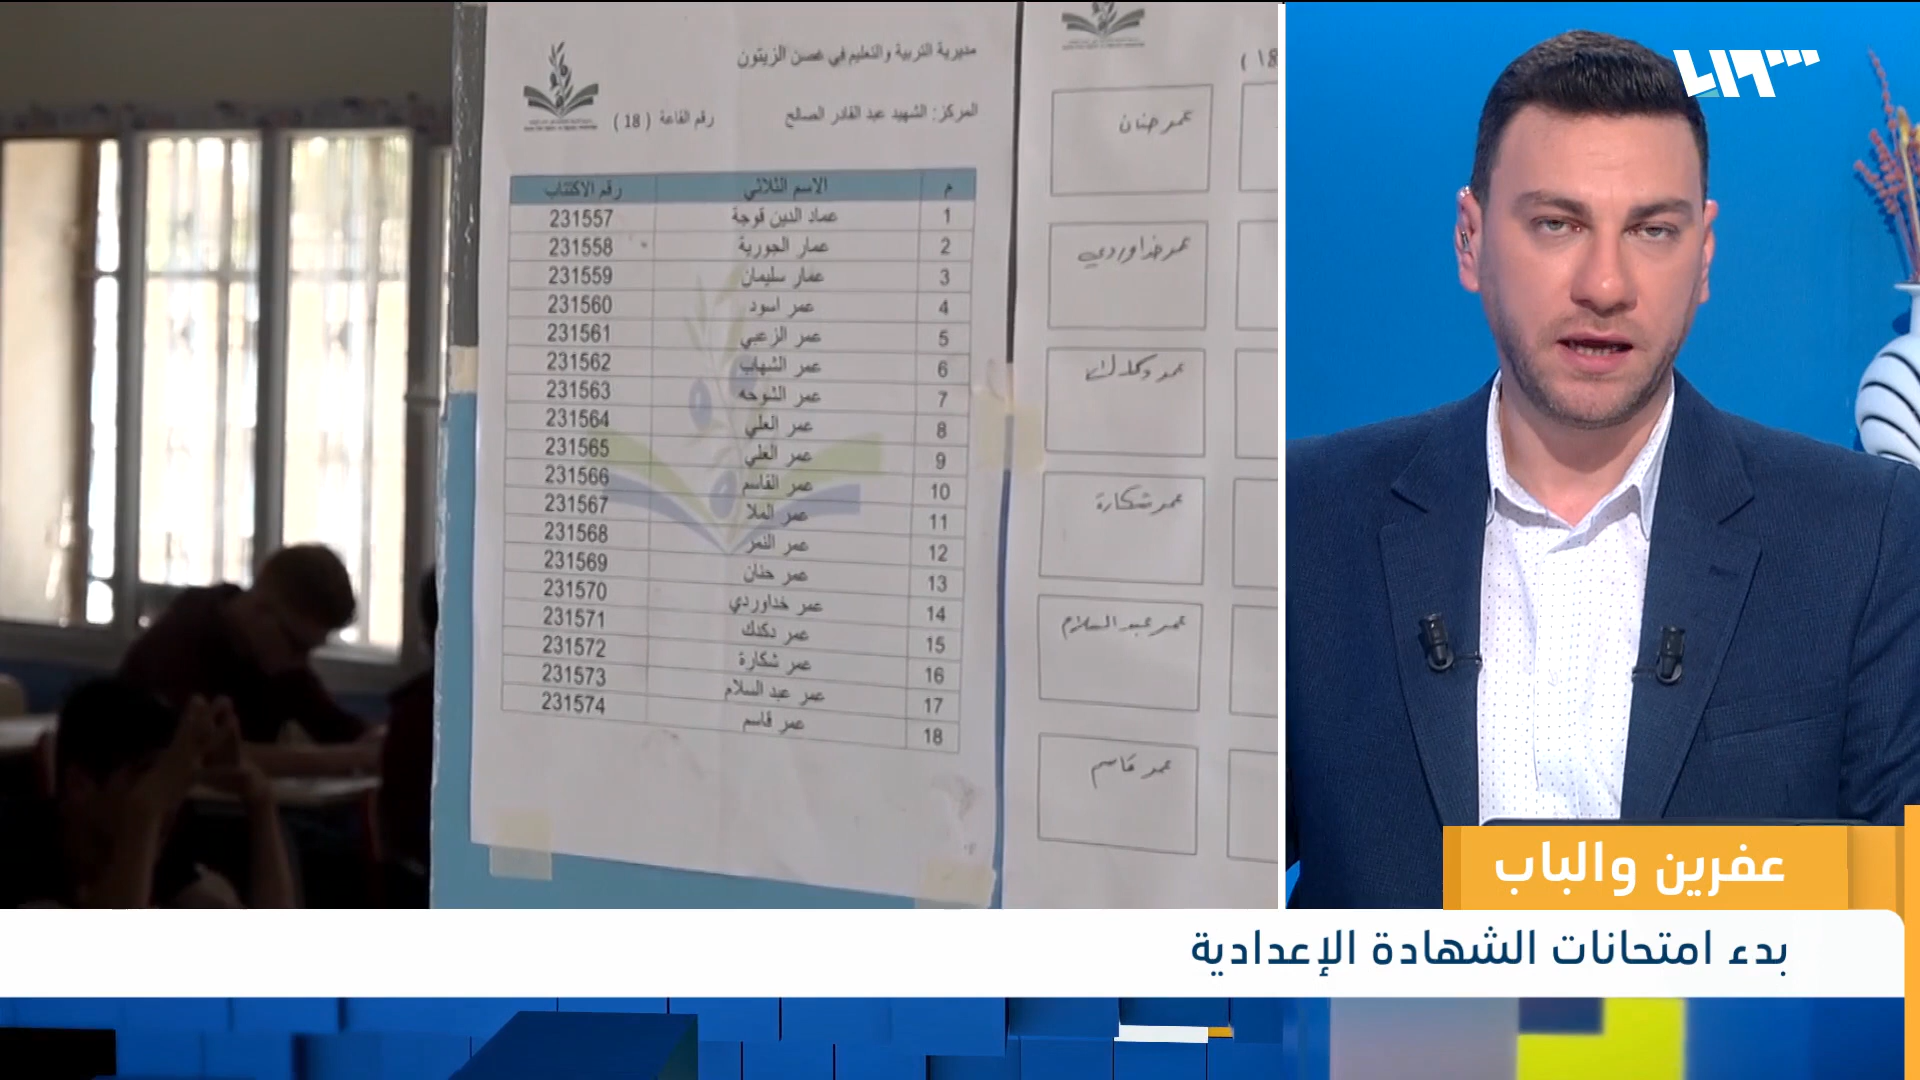 مديرية التربية والتعليم في غصن الزيتون
المركز: الشهيد عبد القادر الصالح رقم القاعة ( 18 )
م الاسم الثلاثي رقم الاكتتاب
1 عماد الدين قوجة 231557
2 عمار الجورية 231558
3 عمار سليمان 231559
4 عمر اسود 231560
5 عمر الزعبي 231561
6 عمر الشهاب 231562
7 عمر الشوحه 231563
8 عمر العلي 231564
9 عمر العلي 231565
10 عمر القاسم 231566
11 عمر الملا 231567
12 عمر النمر 231568
13 عمر حنان 231569
14 عمر خداوردي 231570
15 عمر دكنك 231571
16 عمر شكارة 231572
17 عمر عبد السلام 231573
18 عمر قاسم 231574
( 18
عمر حنان
عمر خداوردي
عمر شكارة
عمر عبد السلام
عمر قاسم
عفرين والباب
بدء امتحانات الشهادة الإعدادية